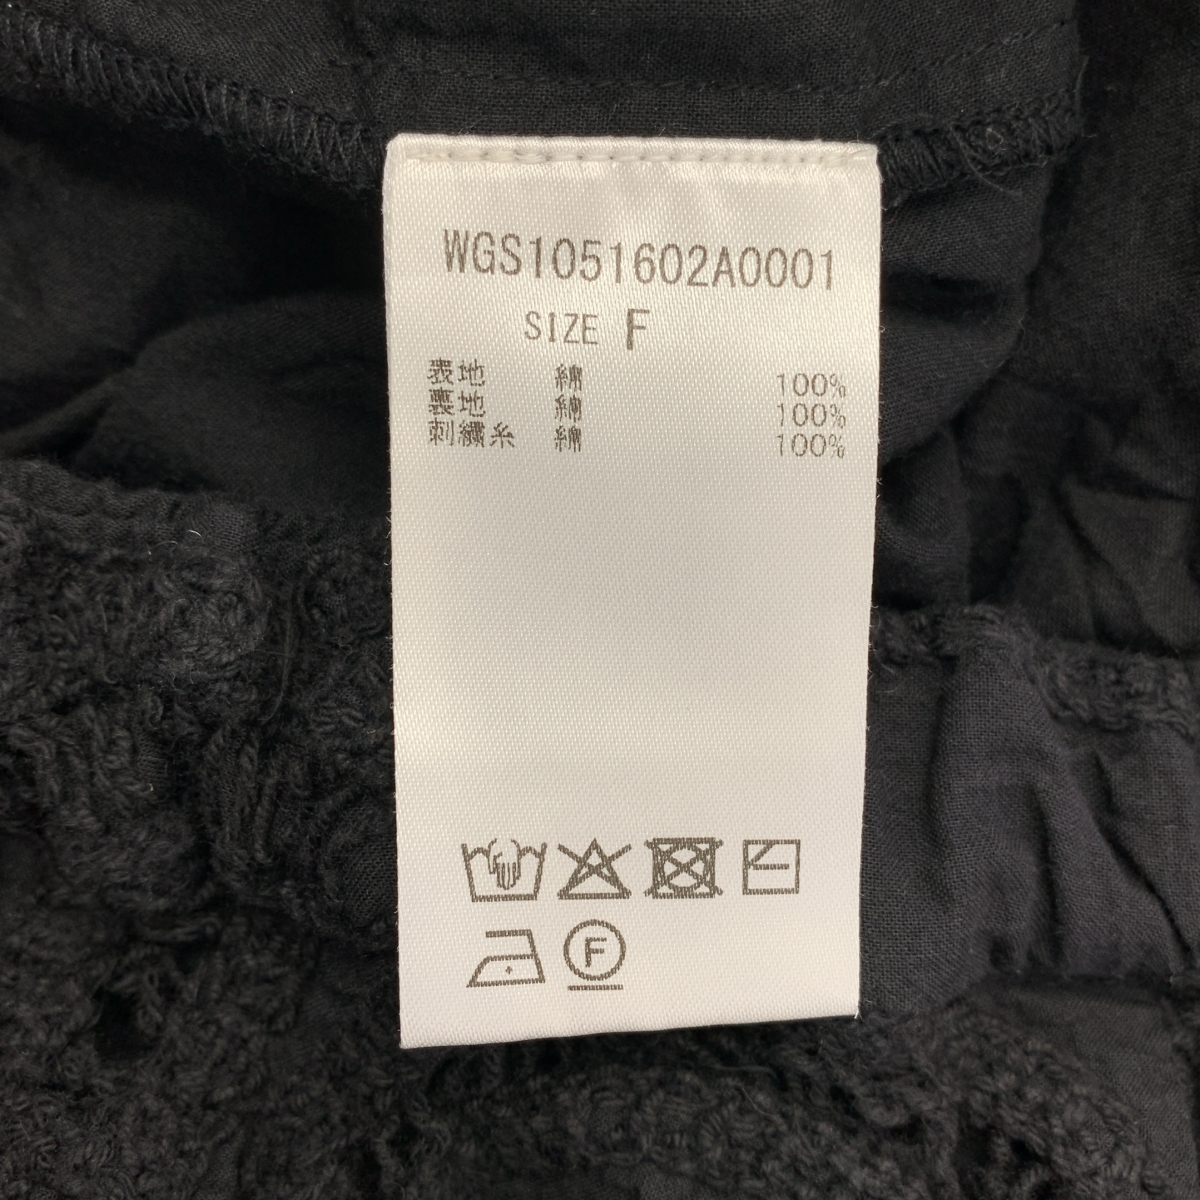 WGS1051602A0001
SIZE F
表地 綿 100%
裏地 綿 100%
刺繍糸 綿 100%
F